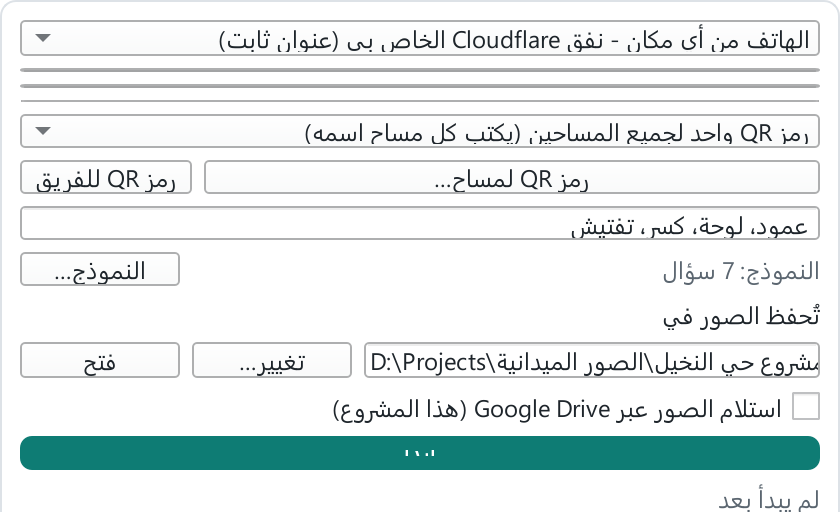 الهاتف من أي مكان - نفق Cloudflare الخاص بي (عنوان ثابت)
رمز QR واحد لجميع المساحين (يكتب كل مساح اسمه)
رمز QR لمساح... رمز QR للفريق
عمود، لوحة، كسر، تفتيش
النموذج: 7 سؤال النموذج...
تُحفظ الصور في
D:\Projects\مشروع حي النخيل\الصور الميدانية تغيير... فتح
استلام الصور عبر Google Drive (هذا المشروع)
لم يبدأ بعد